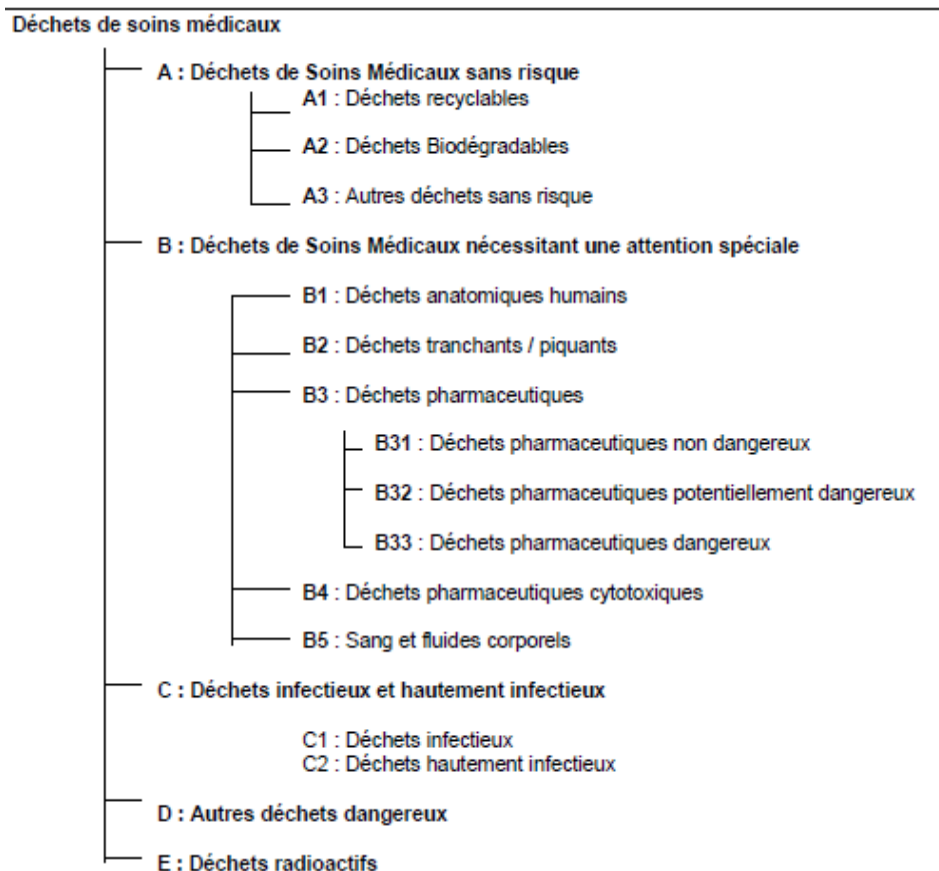 Déchets de soins médicaux
A : Déchets de Soins Médicaux sans risque
A1 : Déchets recyclables
A2 : Déchets Biodégradables
A3 : Autres déchets sans risque
B : Déchets de Soins Médicaux nécessitant une attention spéciale
B1 : Déchets anatomiques humains
B2 : Déchets tranchants / piquants
B3 : Déchets pharmaceutiques
B31 : Déchets pharmaceutiques non dangereux
B32 : Déchets pharmaceutiques potentiellement dangereux
B33 : Déchets pharmaceutiques dangereux
B4 : Déchets pharmaceutiques cytotoxiques
B5 : Sang et fluides corporels
C : Déchets infectieux et hautement infectieux
C1 : Déchets infectieux
C2 : Déchets hautement infectieux
D : Autres déchets dangereux
E : Déchets radioactifs